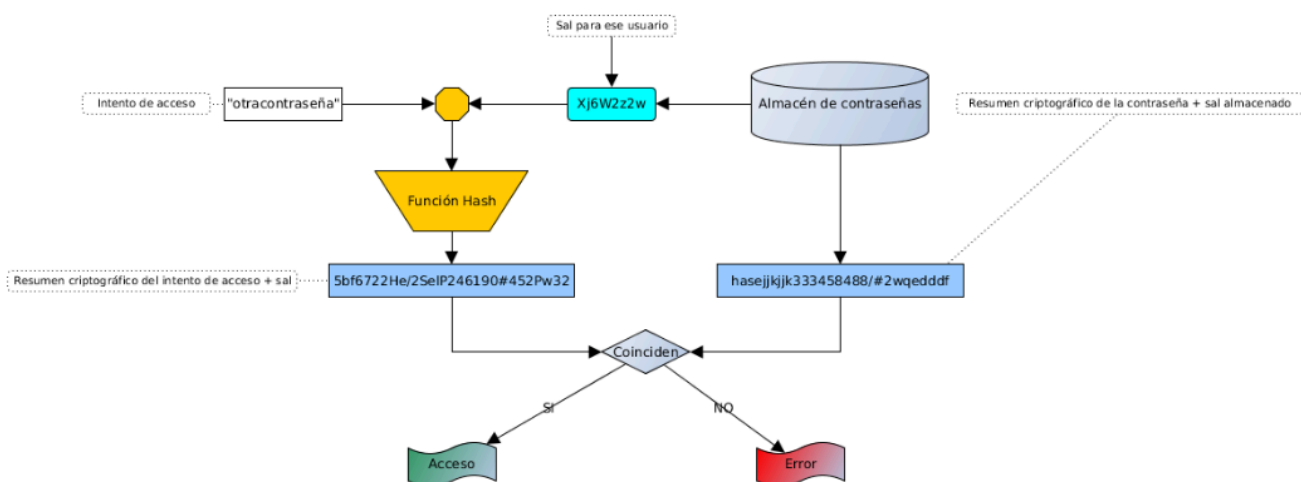 Sal para ese usuario
Intento de acceso
"otracontraseña"
Xj6W2z2w
Almacén de contraseñas
Resumen criptográfico de la contraseña + sal almacenado
Función Hash
Resumen criptográfico del intento de acceso + sal
5bf6722He/2SelP246190#452Pw32
hasejjkjjk333458488/#2wqedddf
Coinciden
SI
NO
Acceso
Error